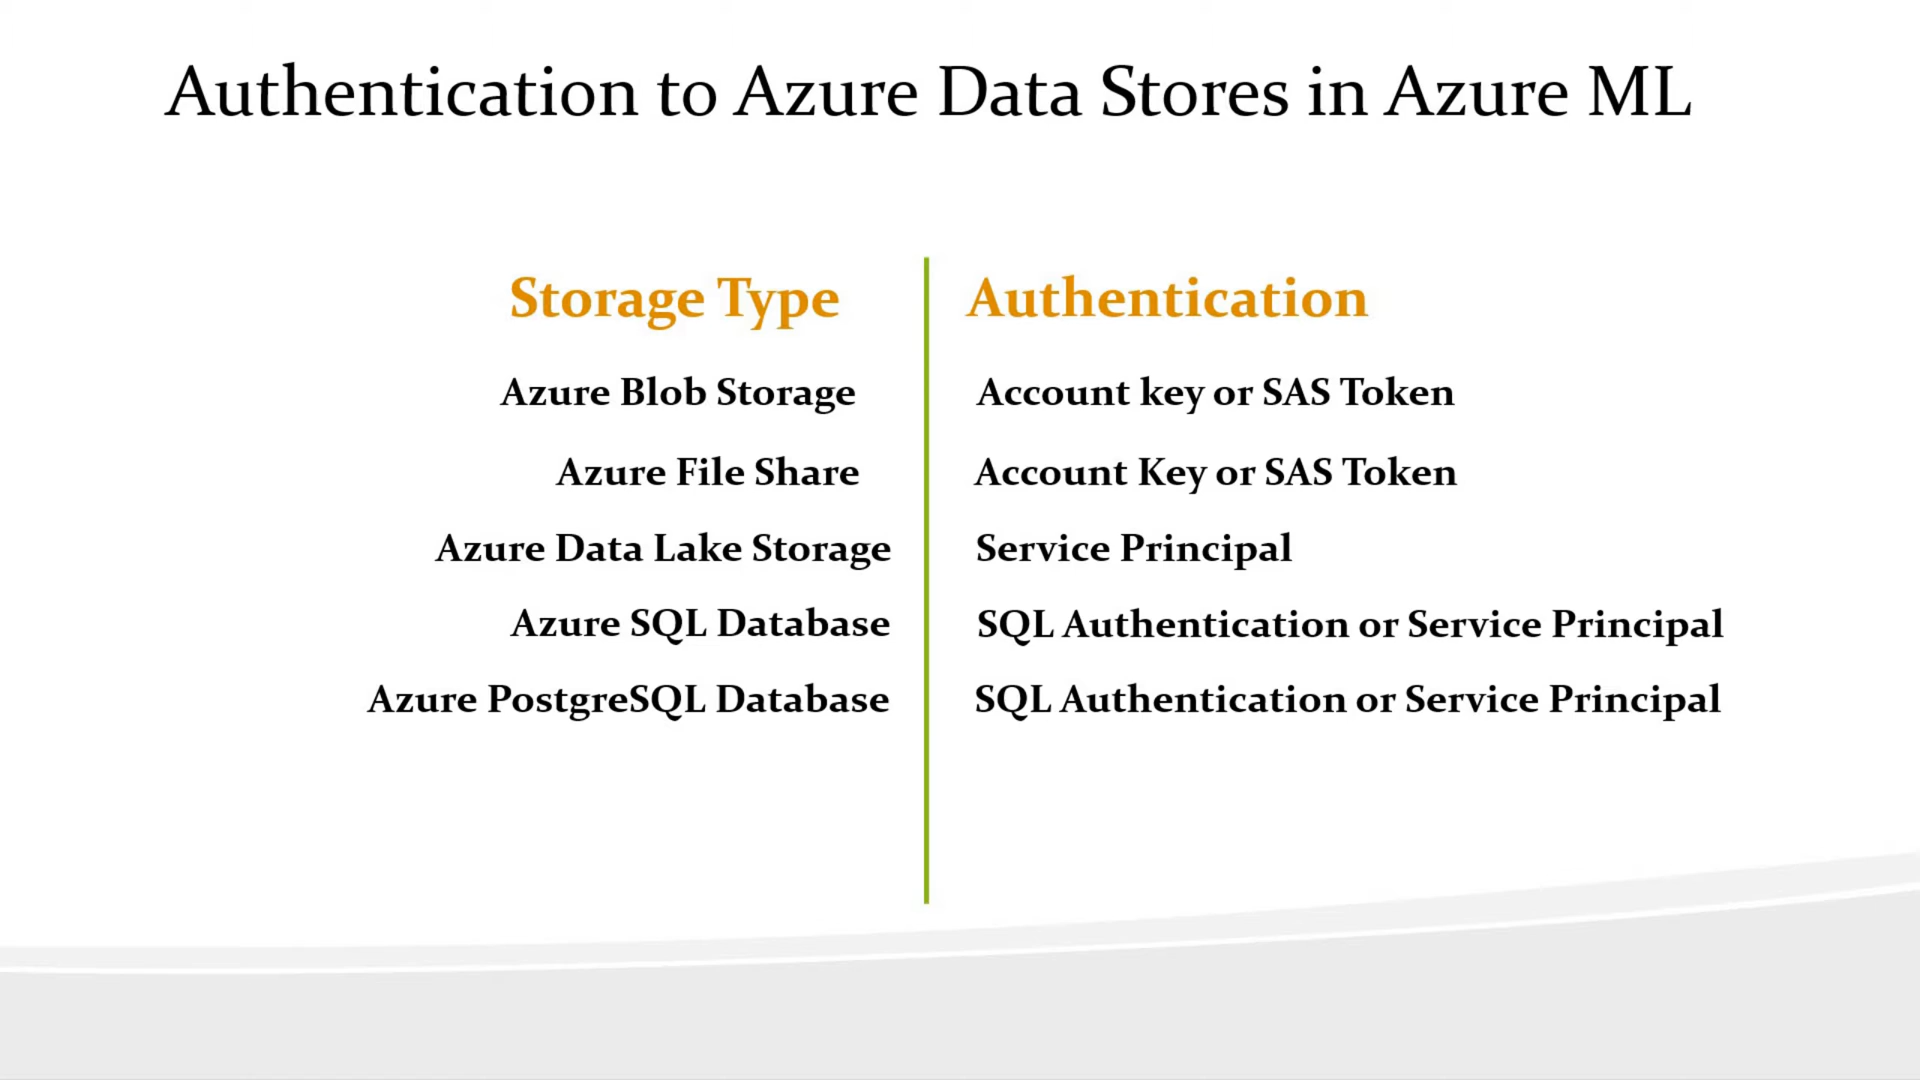 Authentication to Azure Data Stores in Azure ML
Storage Type Authentication
Azure Blob Storage Account key or SAS Token
Azure File Share Account Key or SAS Token
Azure Data Lake Storage Service Principal
Azure SQL Database SQL Authentication or Service Principal
Azure PostgreSQL Database SQL Authentication or Service Principal